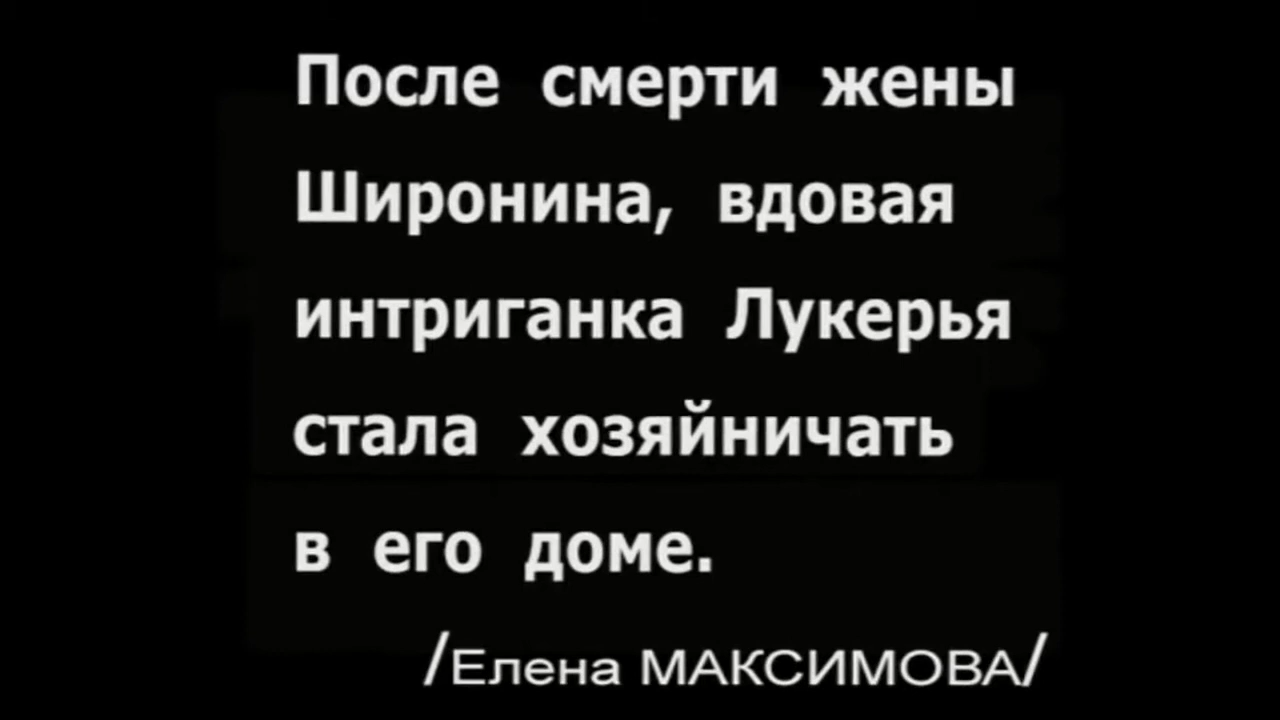 После смерти жены
Широнина, вдовая
интриганка Лукерья
стала хозяйничать
в его доме.
/Елена МАКСИМОВА/